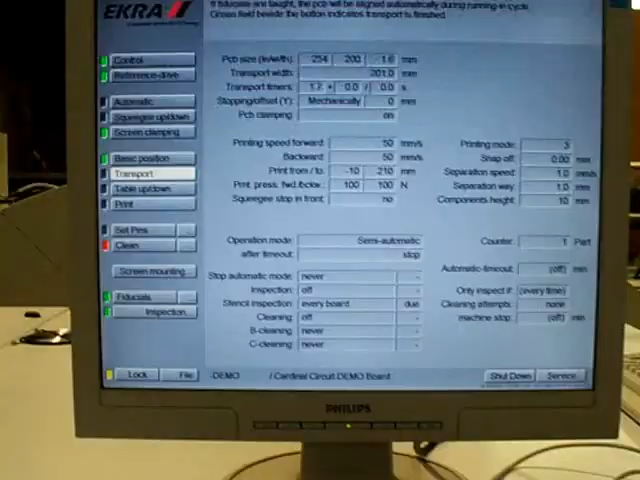 EKRA
If fiducials are taught, the pcb will be aligned automatically during running-in cycle.
Green field beside the button indicates transport is finished.
Control
Reference-drive
Automatic
Squeegee up/down
Screen clamping
Basic position
Transport
Table up/down
Print
Set Pins ...
Clean ...
Screen mounting
Fiducials ...
Inspection
Pcb size (lw/w/th): 254 200 -1.6 mm
Transport width: 201.0 mm
Transport timers: 1.7 + 0.0 / 0.0 s
Stopping/offset (Y): Mechanically 0 mm
Pcb clamping: on
Printing speed forward: 50 mm/s
Backward: 50 mm/s
Print from / to: -10 210 mm
Print. press. fwd./bckw.: 100 100 N
Squeegee stop in front: no
Printing mode: 3
Snap off: 0.00 mm
Separation speed: 1.0 mm/s
Separation way: 1.0 mm
Components height: 10 mm
Operation mode: Semi-automatic
after timeout: stop
Counter: 1 Part
Stop automatic mode: never -
Inspection: off -
Stencil inspection: every board due
Cleaning: off -
B-cleaning: never -
C-cleaning: never -
Automatic-timeout: (off) min
Only inspect if: (every time)
Cleaning attempts: none
machine stop: (off) min
Lock
File
-DEMO / Cardinal Circuit DEMO Board
Shut Down
Service
PHILIPS